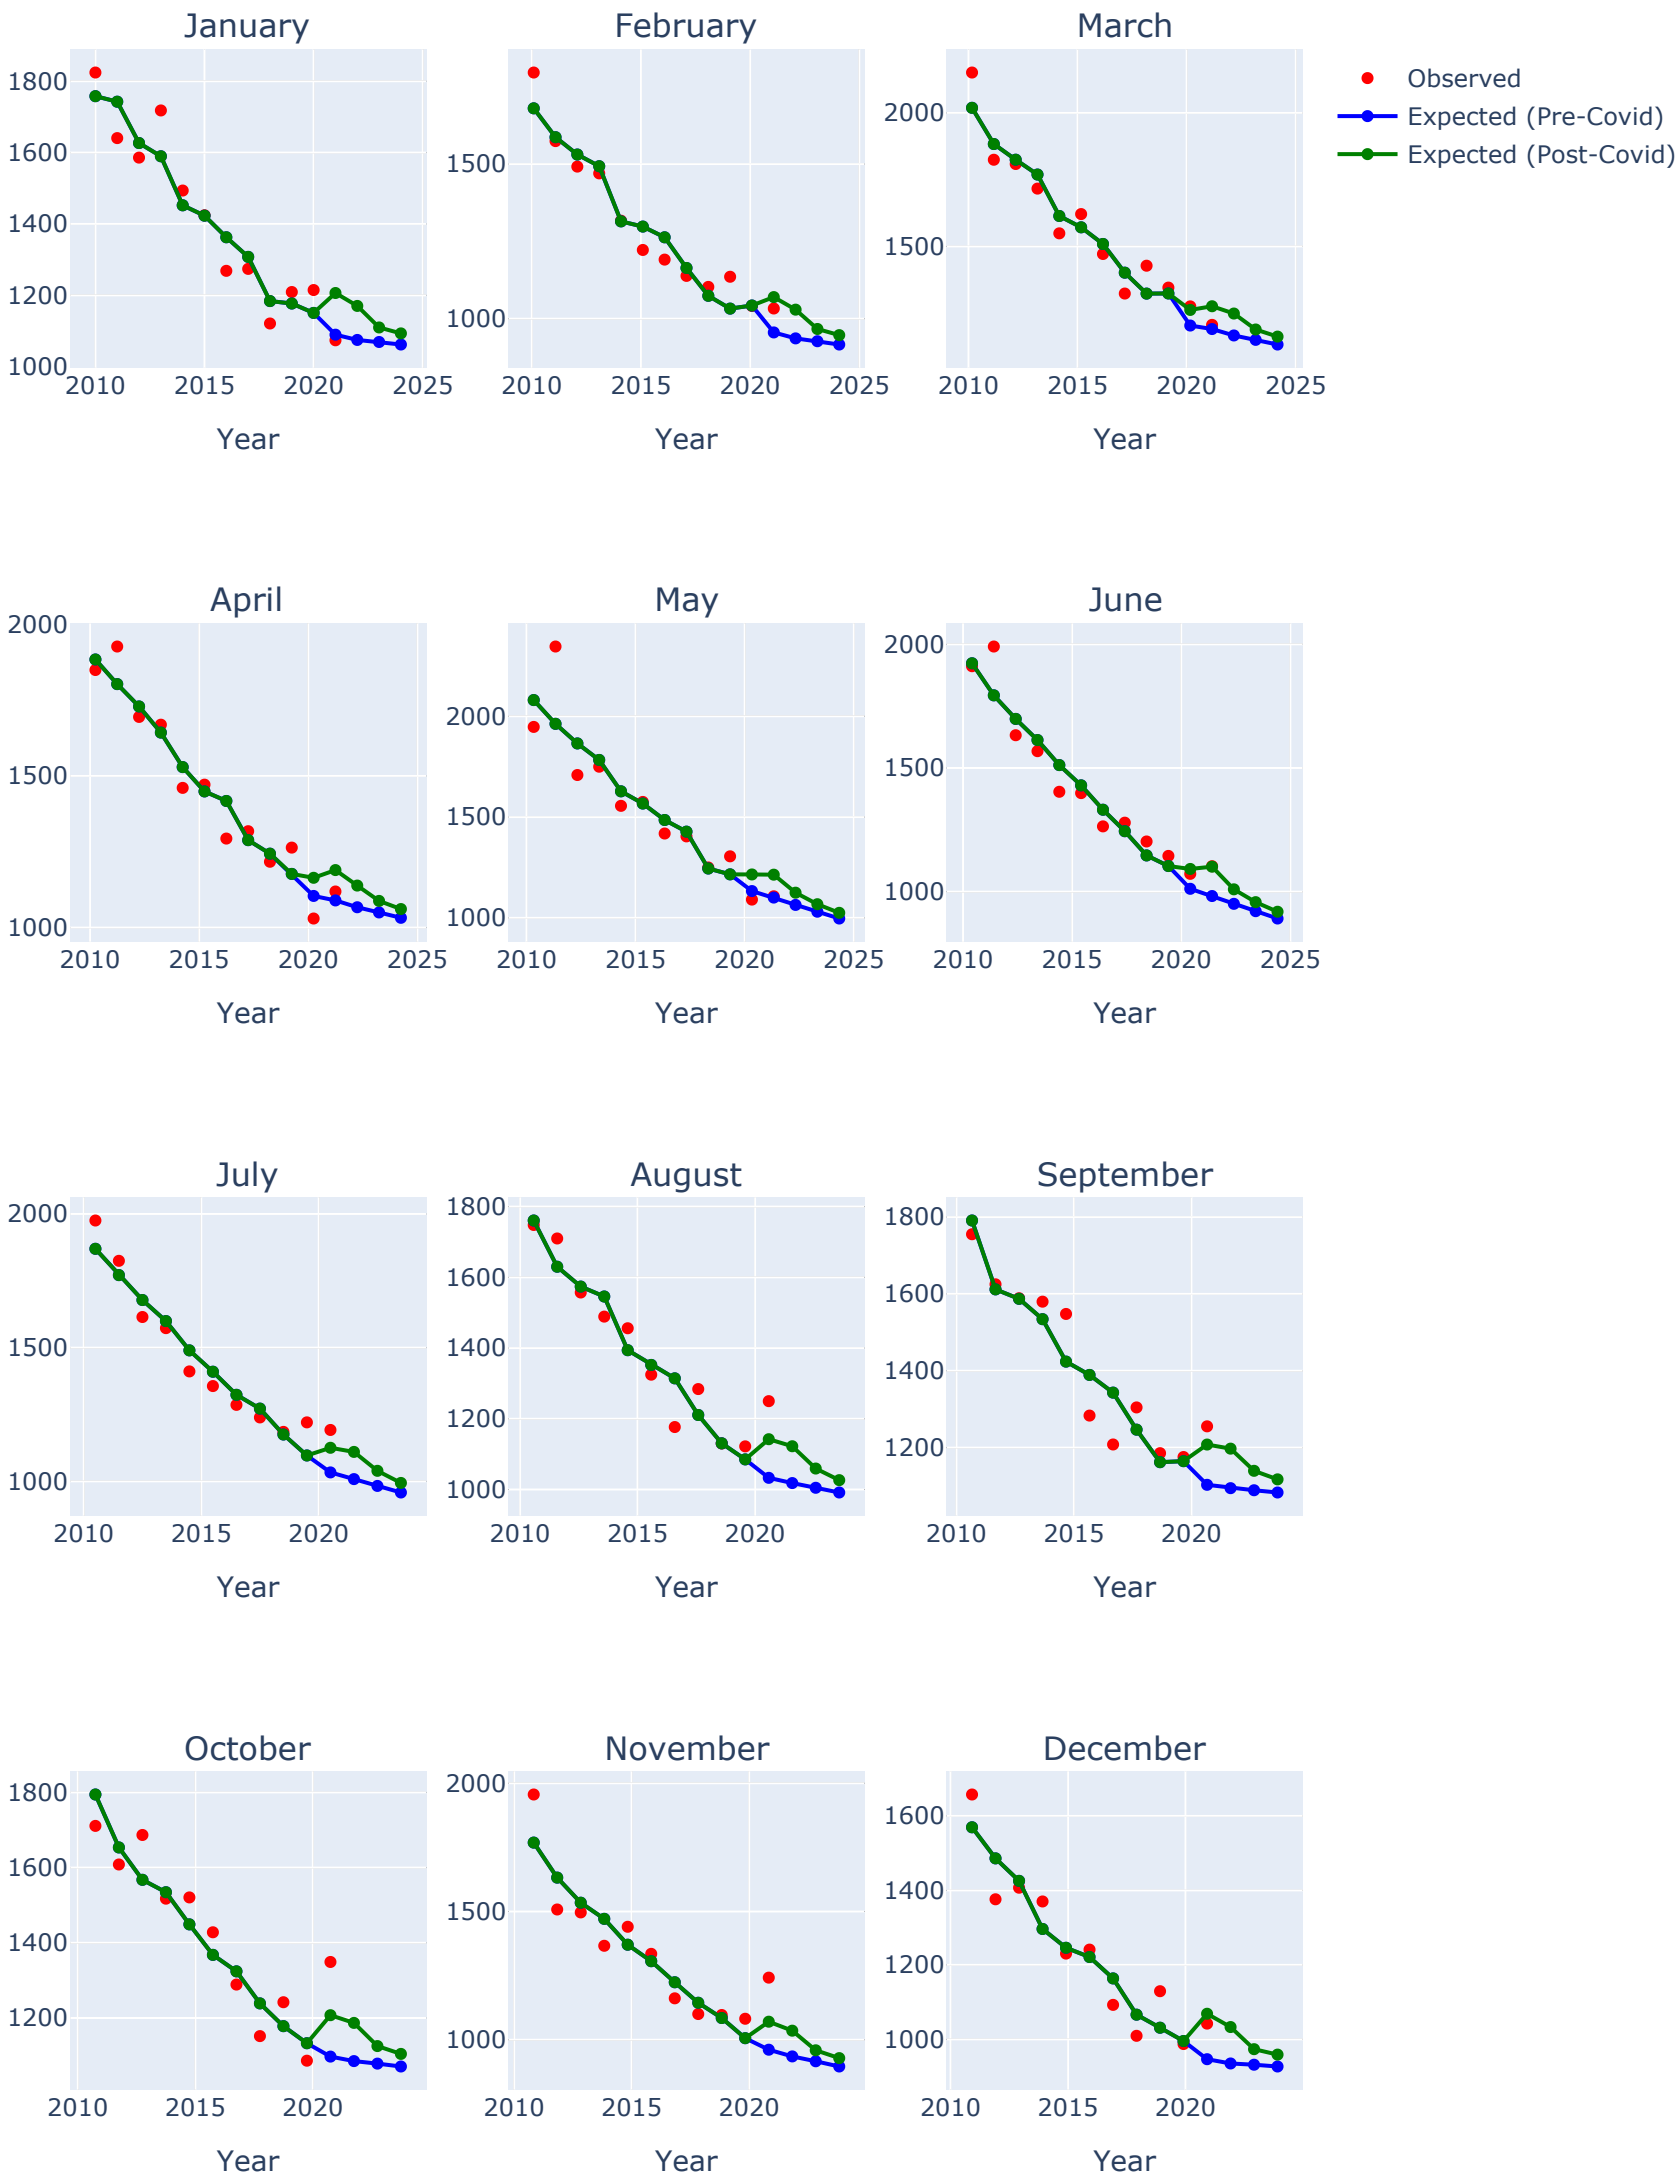 January
February
March
1800
1600
1400
1200
1000
1500
1000
2000
1500
2010 2015 2020 2025
2010 2015 2020 2025
2010 2015 2020 2025
Year
Year
Year
Observed
Expected (Pre-Covid)
Expected (Post-Covid)
April
May
June
2000
1500
1000
2000
1500
1000
2000
1500
1000
2010 2015 2020 2025
2010 2015 2020 2025
2010 2015 2020 2025
Year
Year
Year
July
August
September
2000
1500
1000
1800
1600
1400
1200
1000
1800
1600
1400
1200
2010 2015 2020
2010 2015 2020
2010 2015 2020
Year
Year
Year
October
November
December
1800
1600
1400
1200
2000
1500
1000
1600
1400
1200
1000
2010 2015 2020
2010 2015 2020
2010 2015 2020
Year
Year
Year